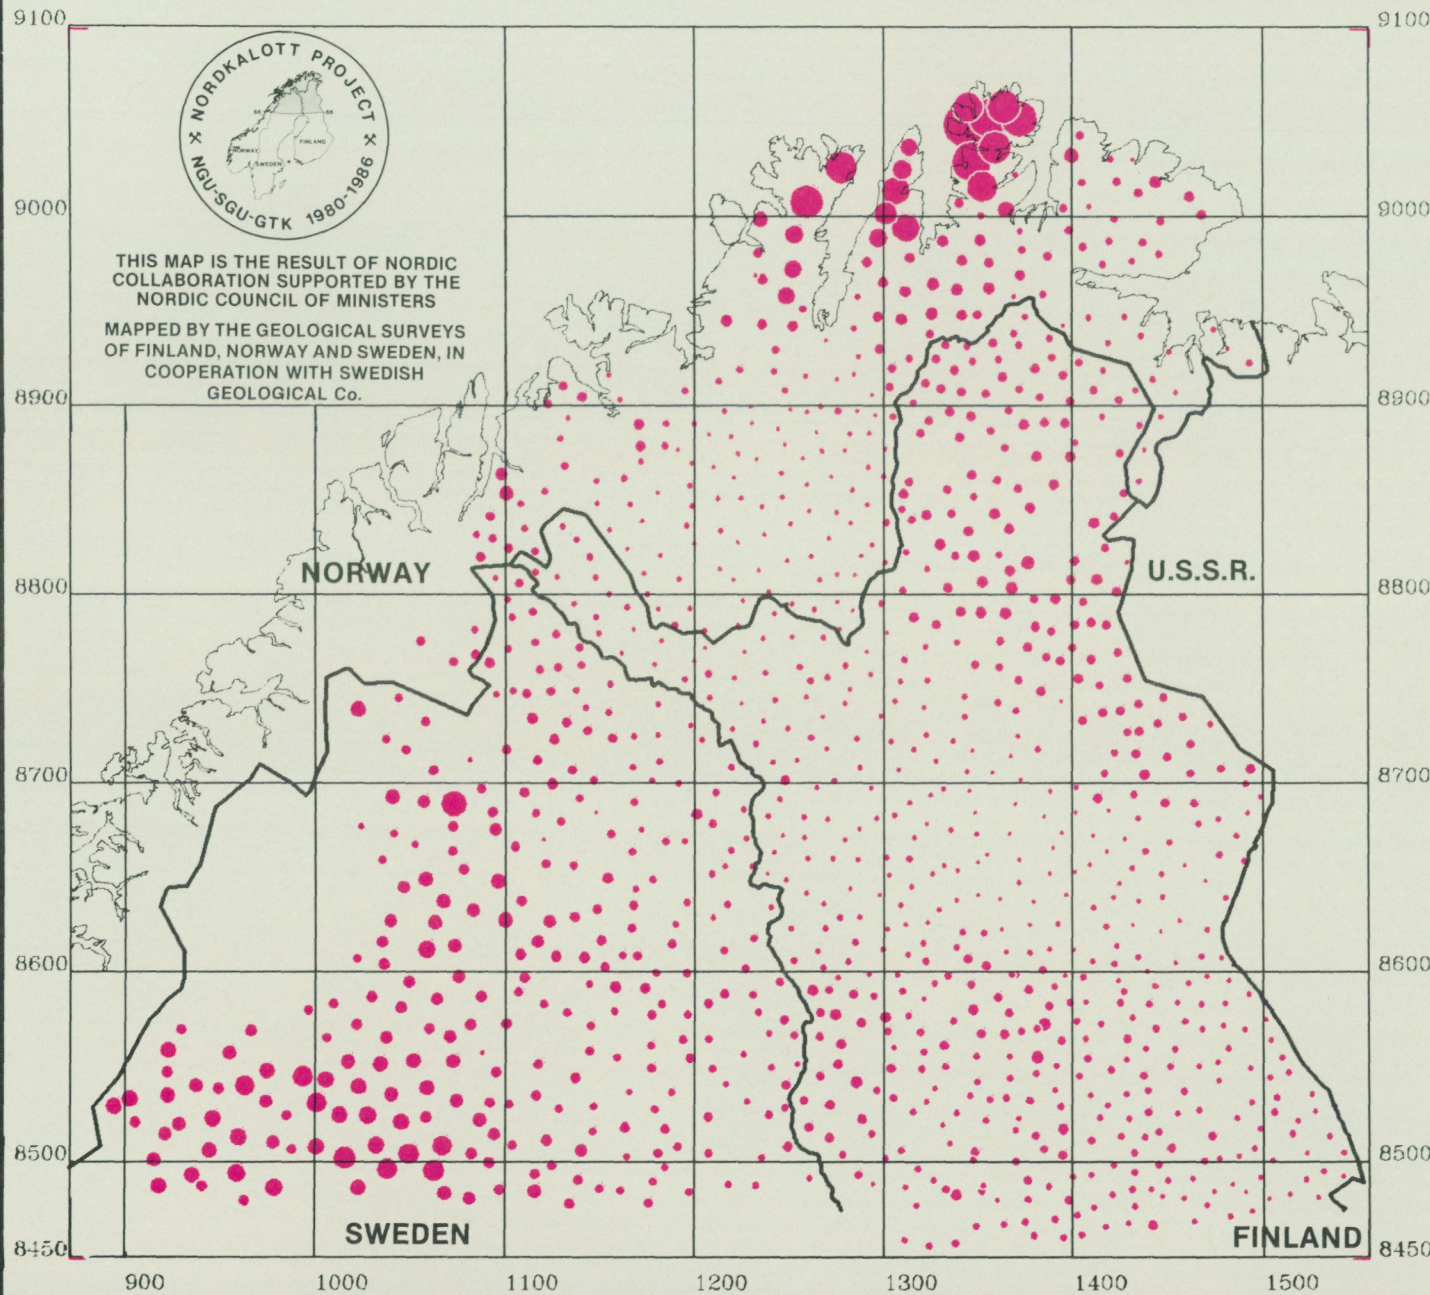 9100
9100
NORDKALOTT PROJECT
NORWAY
FINLAND
SWEDEN
NGU-SGU-GTK 1980-1986
THIS MAP IS THE RESULT OF NORDIC
COLLABORATION SUPPORTED BY THE
NORDIC COUNCIL OF MINISTERS
MAPPED BY THE GEOLOGICAL SURVEYS
OF FINLAND, NORWAY AND SWEDEN, IN
COOPERATION WITH SWEDISH
GEOLOGICAL Co.
9000
9000
8900
8900
NORWAY
U.S.S.R.
8800
8800
8700
8700
8600
8600
8500
8500
SWEDEN
FINLAND
8450
8450
900 1000 1100 1200 1300 1400 1500